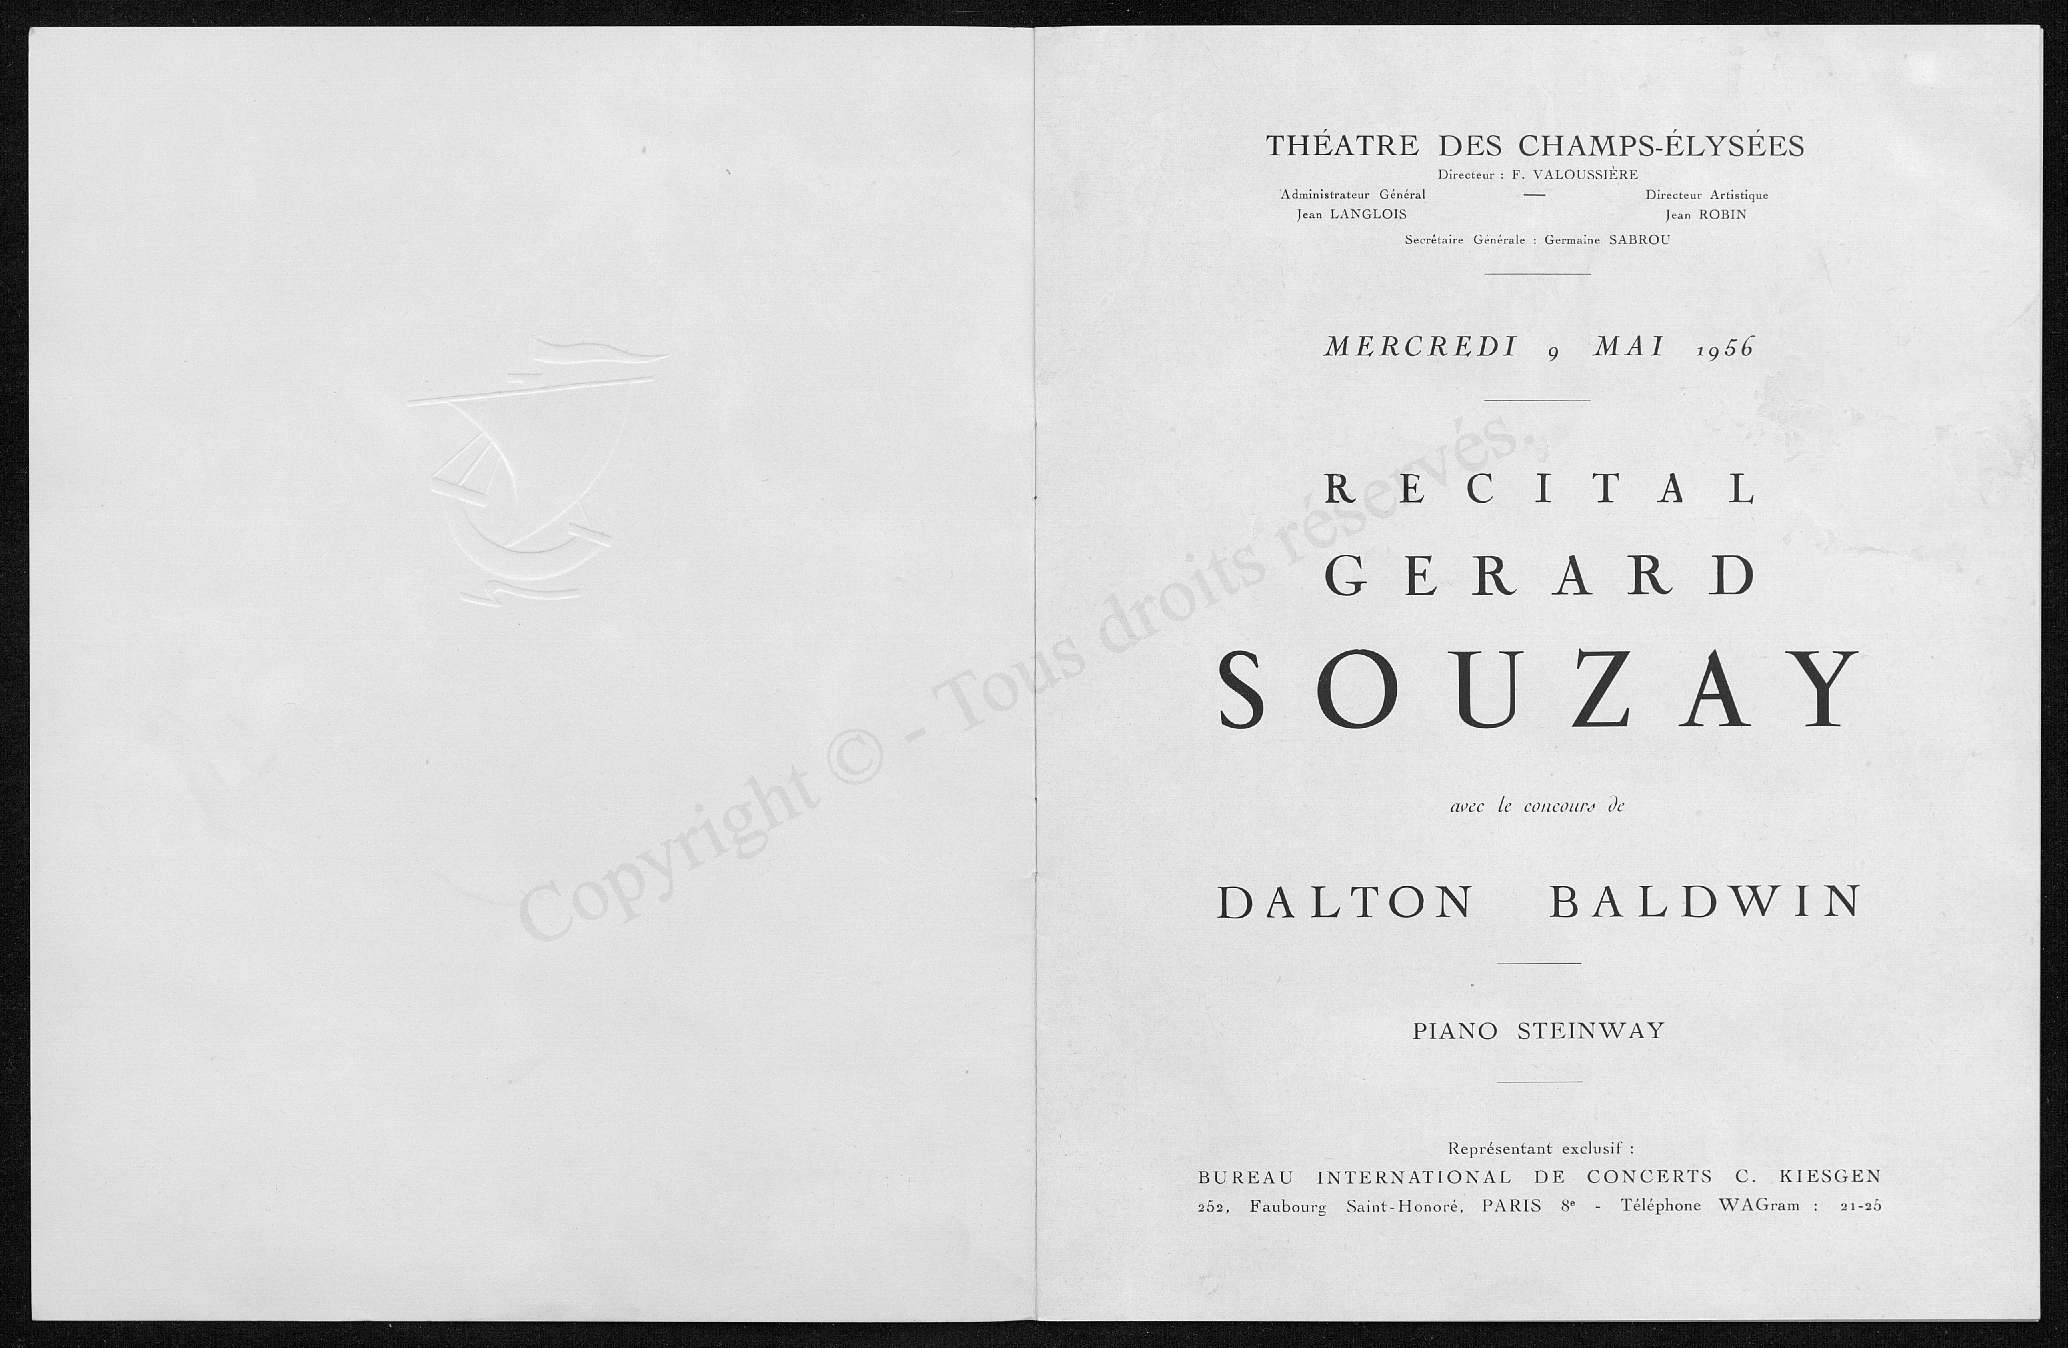 THÉATRE DES CHAMPS-ÉLYSÉES
Directeur : F. VALOUSSIÈRE
Administrateur Général — Directeur Artistique
Jean LANGLOIS Jean ROBIN
Secrétaire Générale : Germaine SABROU
MERCREDI 9 MAI 1956
RECITAL
GERARD
SOUZAY
avec le concours de
DALTON BALDWIN
PIANO STEINWAY
Représentant exclusif :
BUREAU INTERNATIONAL DE CONCERTS C. KIESGEN
252, Faubourg Saint-Honoré, PARIS 8e - Téléphone WAGram : 21-25
Copyright © - Tous droits réservés.